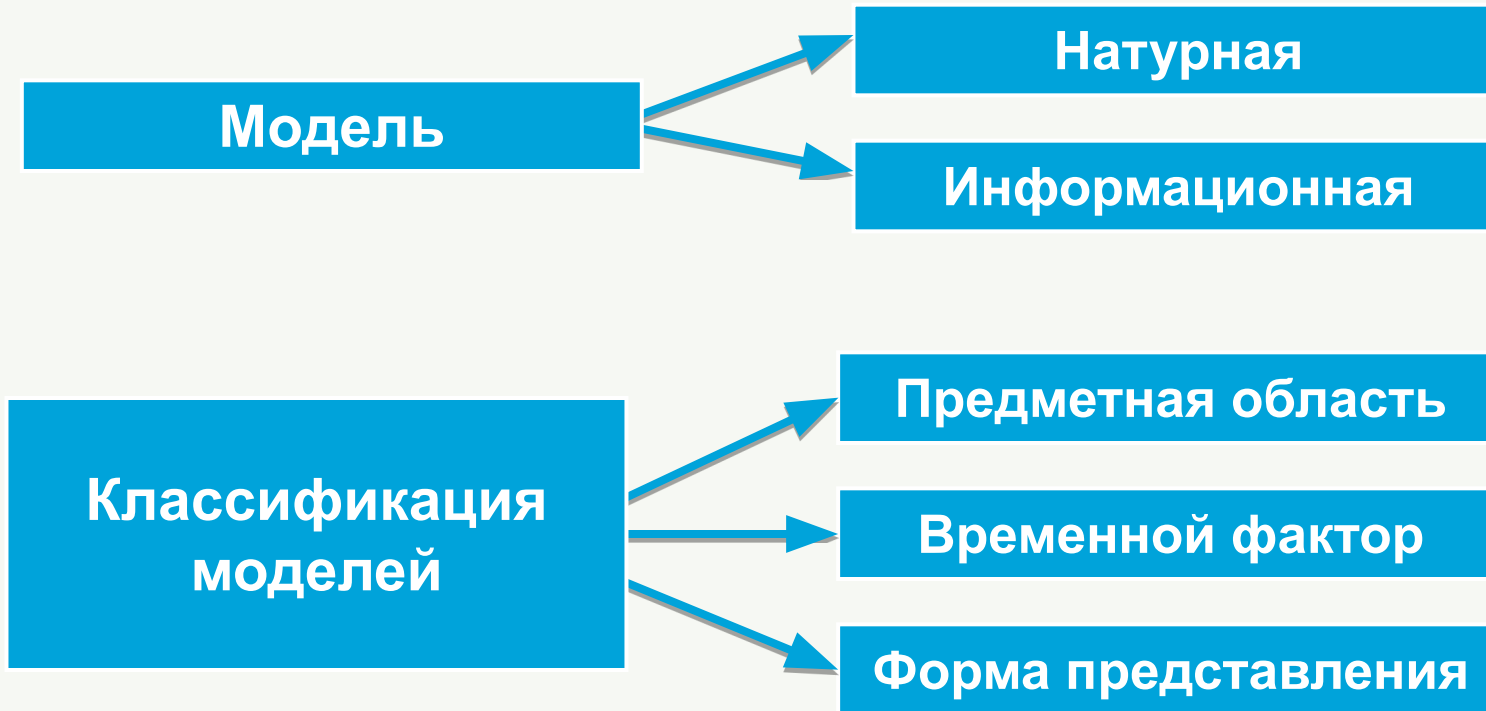 Модель
Натурная
Информационная
Классификация
моделей
Предметная область
Временной фактор
Форма представления